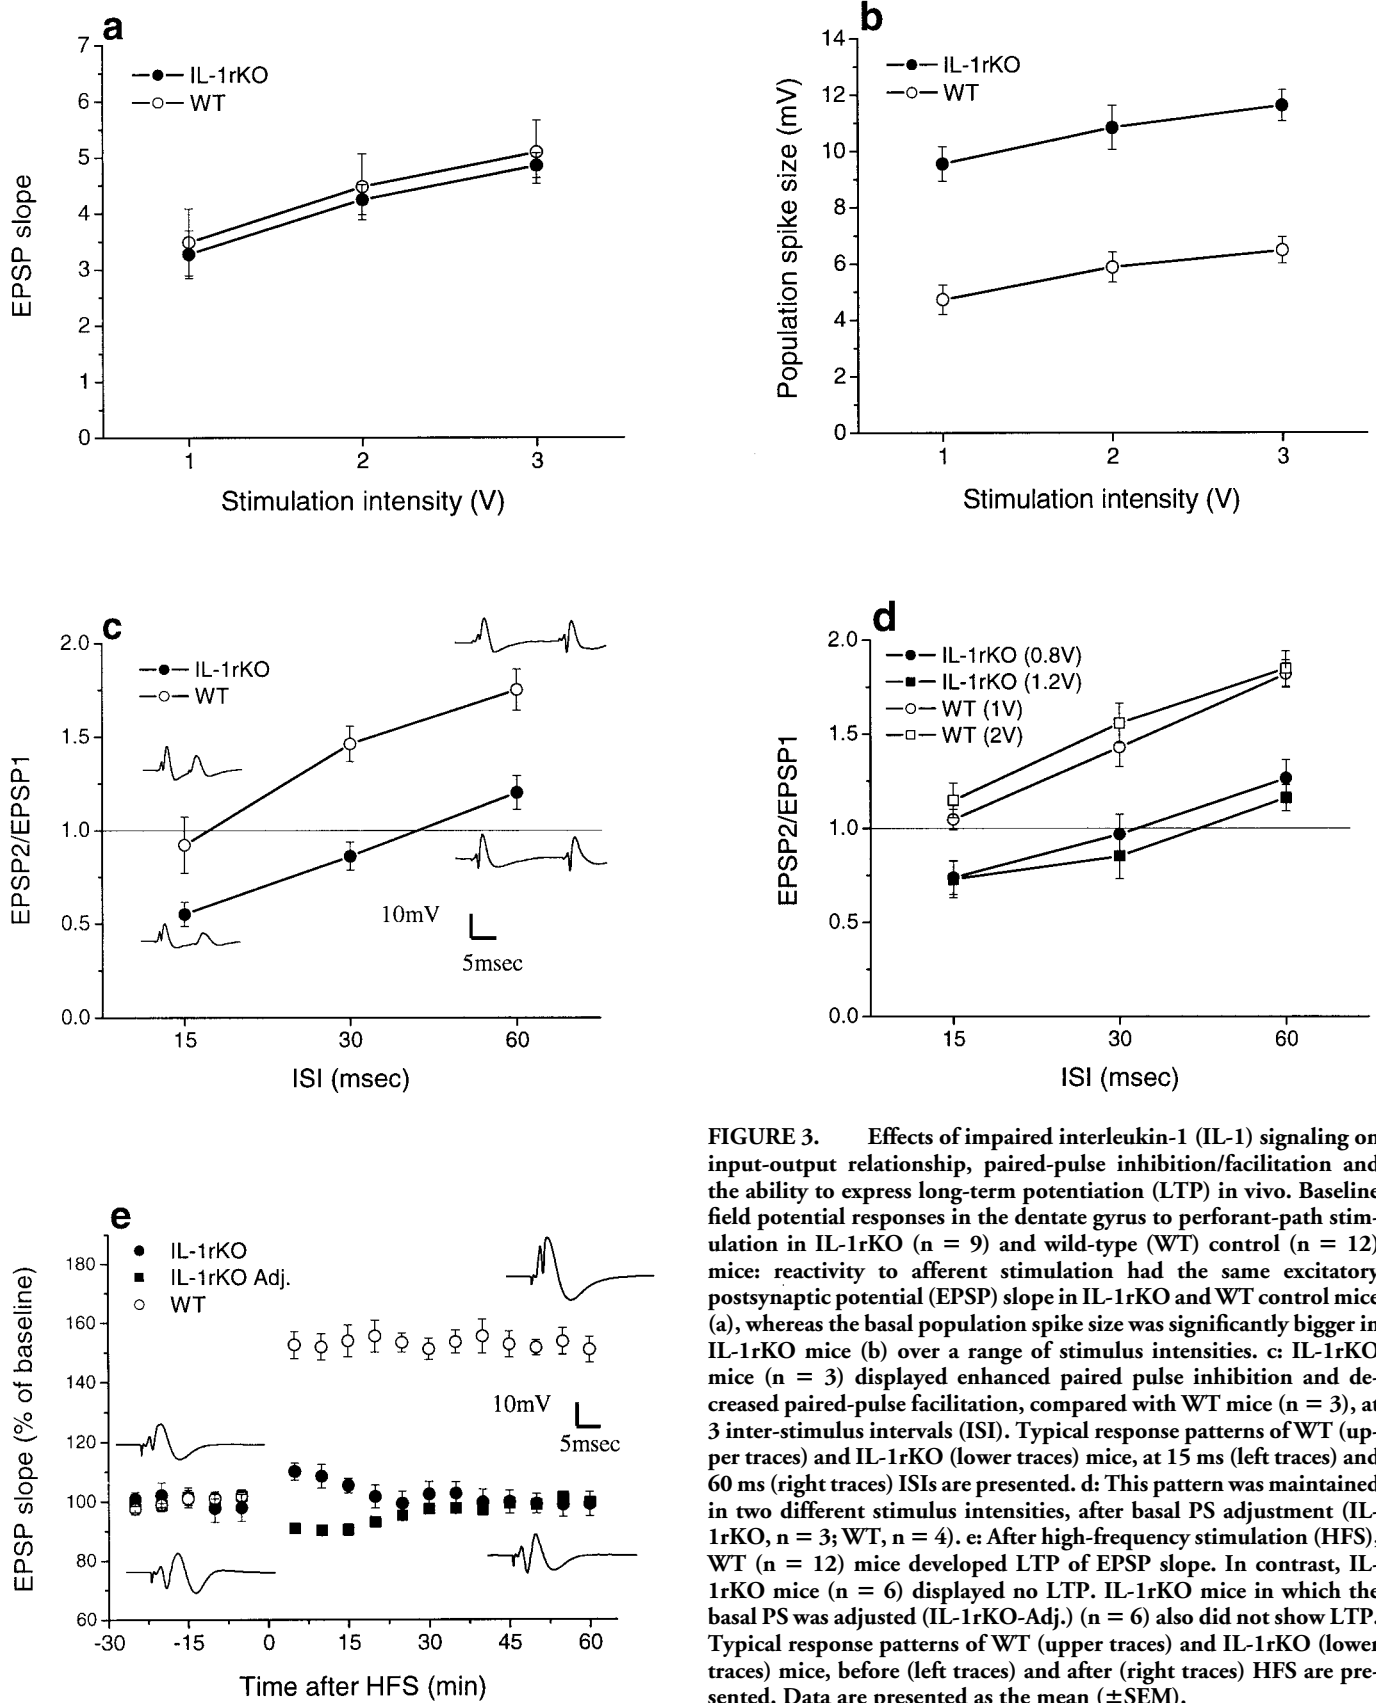 a
7
6
5
4
3
2
1
0
EPSP slope
IL-1rKO
WT
1 2 3
Stimulation intensity (V)
b
14
12
10
8
6
4
2
0
Population spike size (mV)
IL-1rKO
WT
1 2 3
Stimulation intensity (V)
c
2.0
1.5
1.0
0.5
0.0
EPSP2/EPSP1
IL-1rKO
WT
10mV
5msec
15 30 60
ISI (msec)
d
2.0
1.5
1.0
0.5
0.0
EPSP2/EPSP1
IL-1rKO (0.8V)
IL-1rKO (1.2V)
WT (1V)
WT (2V)
15 30 60
ISI (msec)
e
180
160
140
120
100
80
60
EPSP slope (% of baseline)
IL-1rKO
IL-1rKO Adj.
WT
10mV
5msec
-30 -15 0 15 30 45 60
Time after HFS (min)
FIGURE 3. Effects of impaired interleukin-1 (IL-1) signaling on
input-output relationship, paired-pulse inhibition/facilitation and
the ability to express long-term potentiation (LTP) in vivo. Baseline
field potential responses in the dentate gyrus to perforant-path stim-
ulation in IL-1rKO (n = 9) and wild-type (WT) control (n = 12)
mice: reactivity to afferent stimulation had the same excitatory
postsynaptic potential (EPSP) slope in IL-1rKO and WT control mice
(a), whereas the basal population spike size was significantly bigger in
IL-1rKO mice (b) over a range of stimulus intensities. c: IL-1rKO
mice (n = 3) displayed enhanced paired pulse inhibition and de-
creased paired-pulse facilitation, compared with WT mice (n = 3), at
3 inter-stimulus intervals (ISI). Typical response patterns of WT (up-
per traces) and IL-1rKO (lower traces) mice, at 15 ms (left traces) and
60 ms (right traces) ISIs are presented. d: This pattern was maintained
in two different stimulus intensities, after basal PS adjustment (IL-
1rKO, n = 3; WT, n = 4). e: After high-frequency stimulation (HFS),
WT (n = 12) mice developed LTP of EPSP slope. In contrast, IL-
1rKO mice (n = 6) displayed no LTP. IL-1rKO mice in which the
basal PS was adjusted (IL-1rKO-Adj.) (n = 6) also did not show LTP.
Typical response patterns of WT (upper traces) and IL-1rKO (lower
traces) mice, before (left traces) and after (right traces) HFS are pre-
sented. Data are presented as the mean (±SEM).